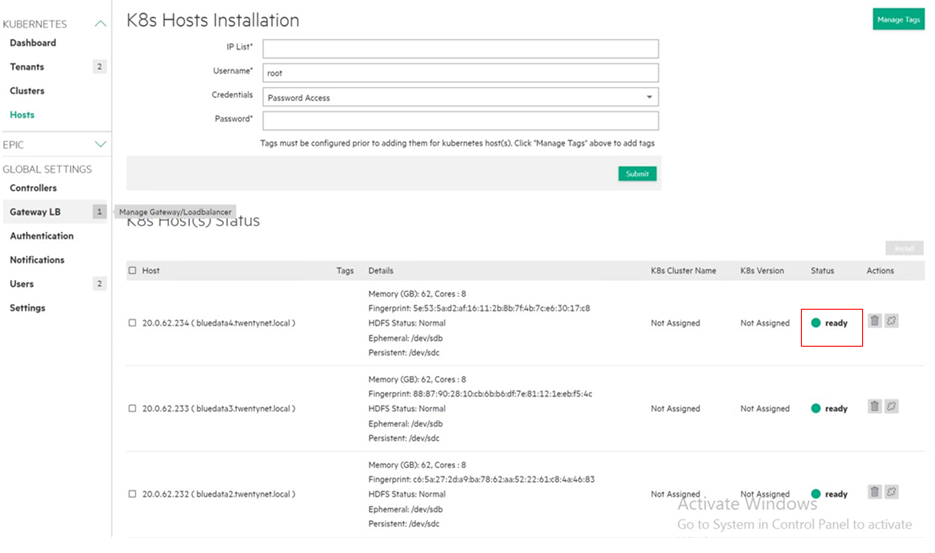 KUBERNETES
Dashboard
Tenants 2
Clusters
Hosts
EPIC
GLOBAL SETTINGS
Controllers
Gateway LB 1
Manage Gateway/Loadbalancer
Authentication
Notifications
Users 2
Settings
K8s Hosts Installation
Manage Tags
IP List*
Username* root
Credentials Password Access
Password*
Tags must be configured prior to adding them for kubernetes host(s). Click "Manage Tags" above to add tags
Submit
K8s Host(s) Status
Install
Host Tags Details K8s Cluster Name K8s Version Status Actions
Memory (GB): 62, Cores : 8
Fingerprint: 5e:53:5a:d2:af:16:11:2b:8b:7f:4b:7c:e6:30:17:c8
20.0.62.234 ( bluedata4.twentynet.local ) HDFS Status: Normal Not Assigned Not Assigned ready
Ephemeral: /dev/sdb
Persistent: /dev/sdc
Memory (GB): 62, Cores : 8
Fingerprint: 88:87:90:28:10:cb:6b:b6:df:7e:81:12:1e:eb:f5:4c
20.0.62.233 ( bluedata3.twentynet.local ) HDFS Status: Normal Not Assigned Not Assigned ready
Ephemeral: /dev/sdb
Persistent: /dev/sdc
Memory (GB): 62, Cores : 8
Fingerprint: c6:5a:27:2d:a9:ba:78:62:aa:52:22:61:c8:4a:46:83
20.0.62.232 ( bluedata2.twentynet.local ) HDFS Status: Normal Not Assigned Not Assigned ready
Ephemeral: /dev/sdb
Persistent: /dev/sdc
Activate Windows
Go to System in Control Panel to activate